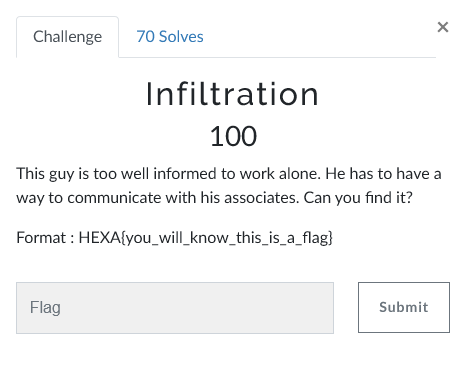 Challenge
70 Solves
×
Infiltration
100
This guy is too well informed to work alone. He has to have a
way to communicate with his associates. Can you find it?
Format : HEXA{you_will_know_this_is_a_flag}
Flag
Submit